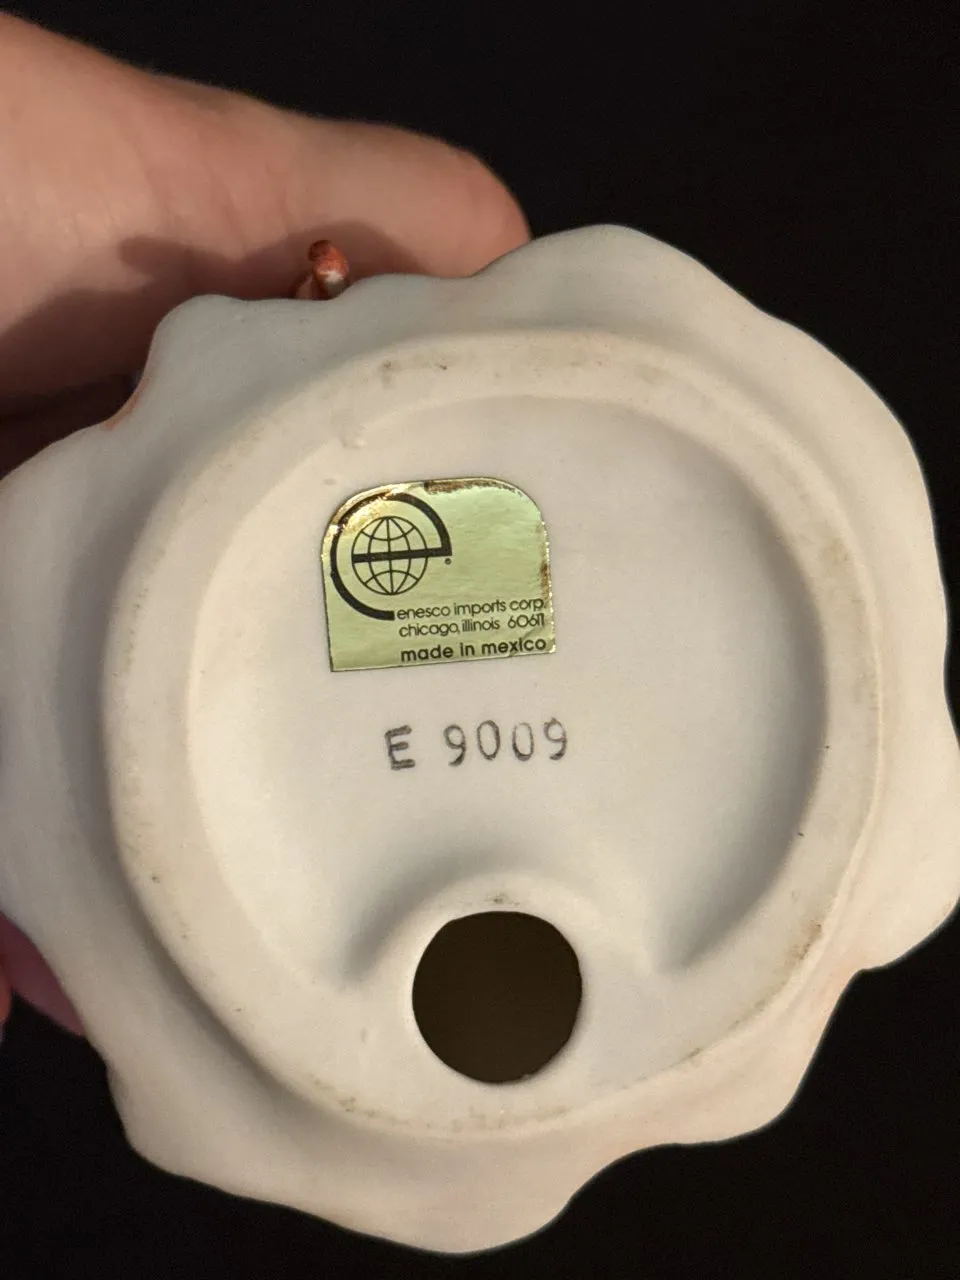 enesco imports corp.
chicago, illinois 60611
made in mexico
E 9009